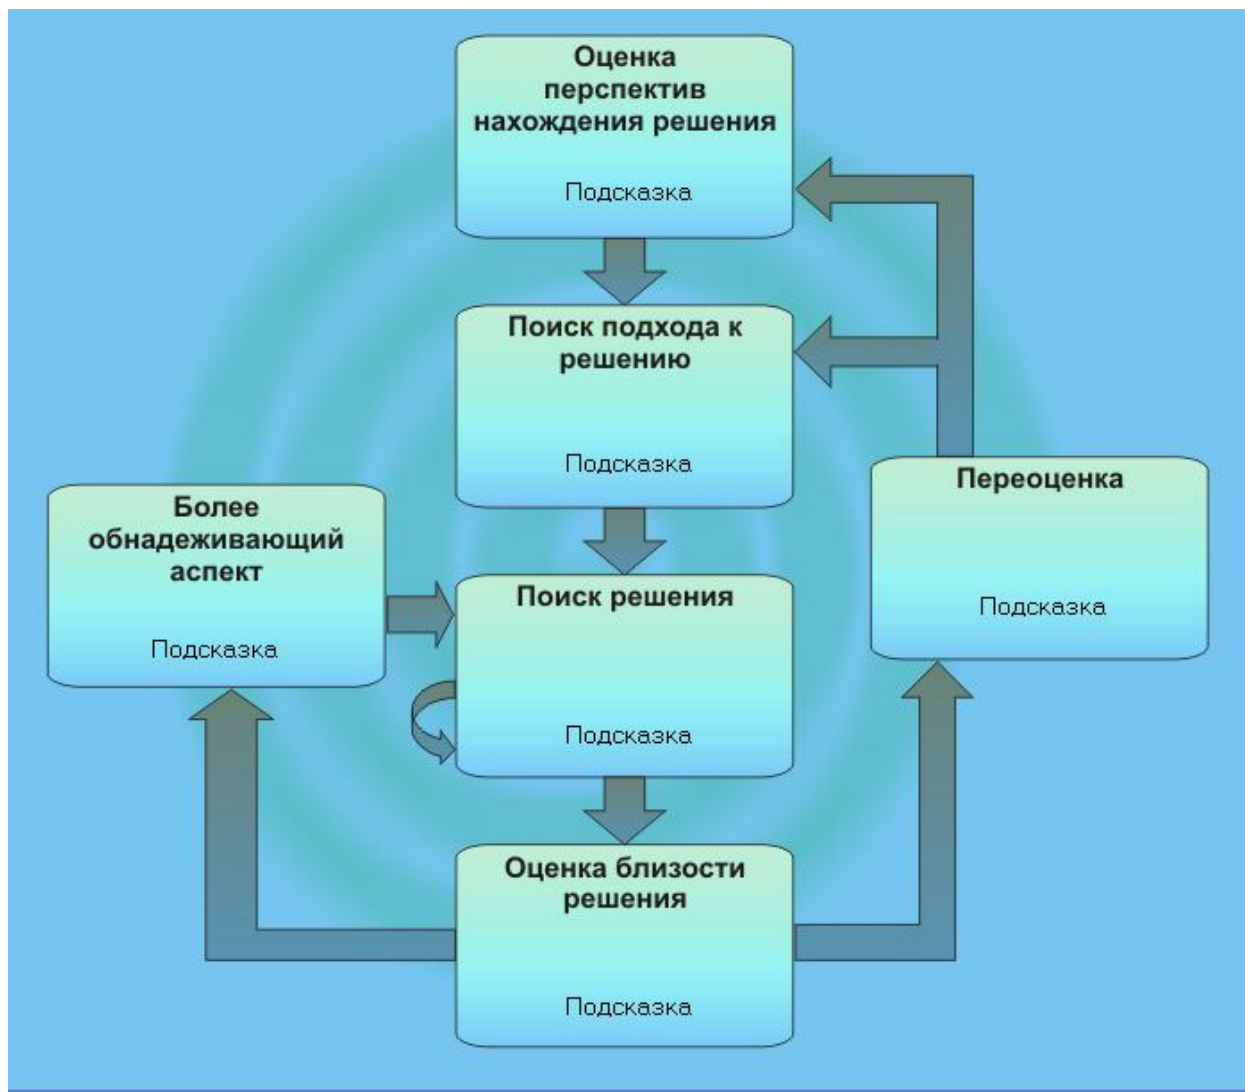 Оценка
перспектив
нахождения решения
Подсказка
Поиск подхода к
решению
Подсказка
Более
обнадеживающий
аспект
Подсказка
Поиск решения
Подсказка
Переоценка
Подсказка
Оценка близости
решения
Подсказка